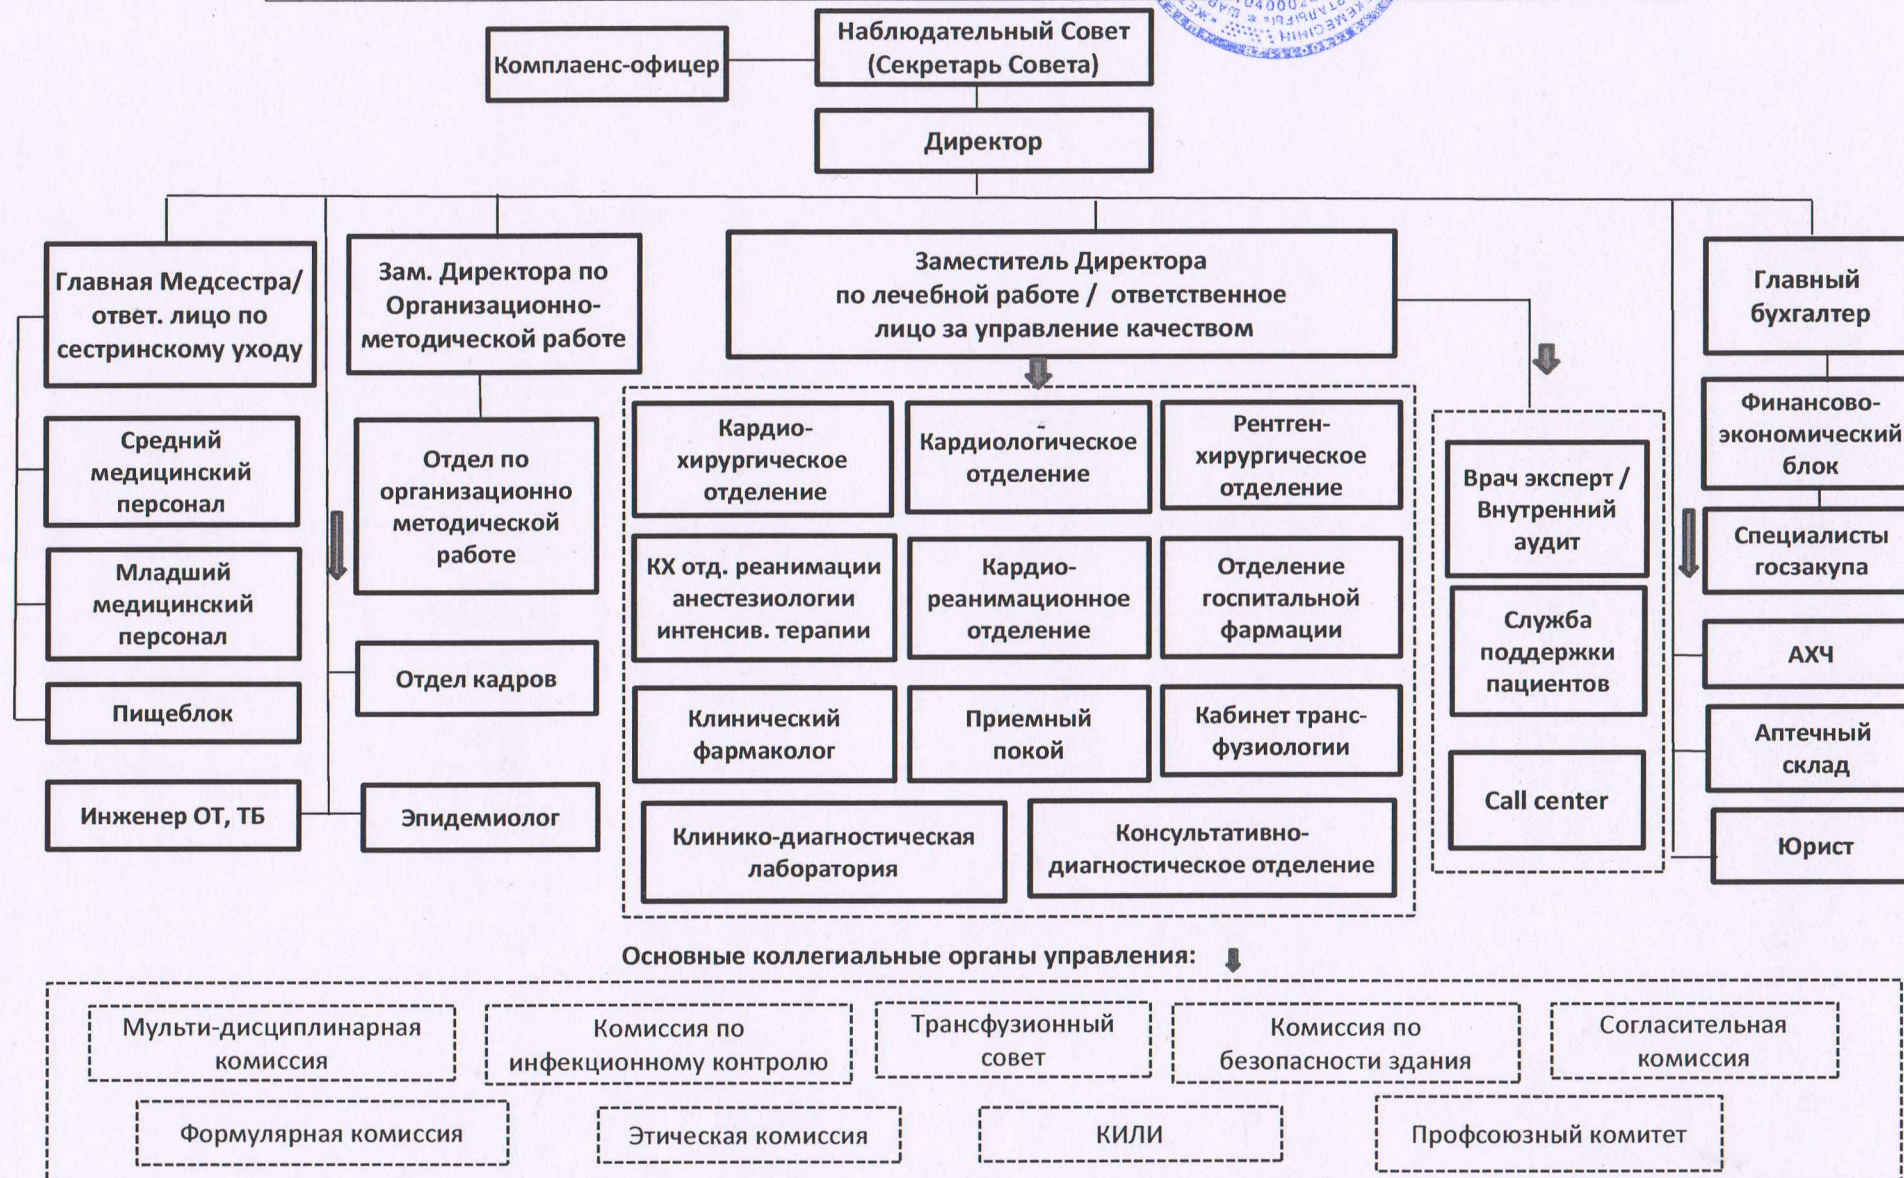 Наблюдательный Совет
(Секретарь Совета)
Комплаенс-офицер
Директор
Главная Медсестра/
ответ. лицо по
сестринскому уходу
Зам. Директора по
Организационно-
методической работе
Заместитель Директора
по лечебной работе / ответственное
лицо за управление качеством
Главный
бухгалтер
Средний
медицинский
персонал
Младший
медицинский
персонал
Пищеблок
Инженер ОТ, ТБ
Отдел по
организационно
методической
работе
Отдел кадров
Эпидемиолог
Кардио-
хирургическое
отделение
-
Кардиологическое
отделение
Рентген-
хирургическое
отделение
КХ отд. реанимации
анестезиологии
интенсив. терапии
Кардио-
реанимационное
отделение
Отделение
госпитальной
фармации
Клинический
фармаколог
Приемный
покой
Кабинет транс-
фузиологии
Клинико-диагностическая
лаборатория
Консультативно-
диагностическое отделение
Врач эксперт /
Внутренний
аудит
Служба
поддержки
пациентов
Call center
Финансово-
экономический
блок
Специалисты
госзакупа
АХЧ
Аптечный
склад
Юрист
Основные коллегиальные органы управления:
Мульти-дисциплинарная
комиссия
Комиссия по
инфекционному контролю
Трансфузионный
совет
Комиссия по
безопасности здания
Согласительная
комиссия
Формулярная комиссия
Этическая комиссия
КИЛИ
Профсоюзный комитет